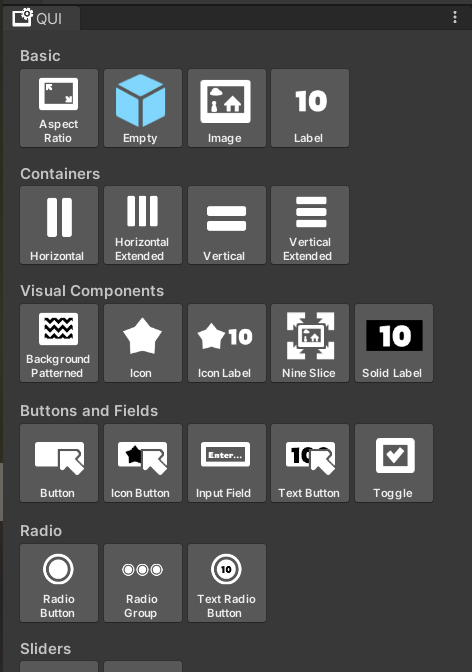 QUI
Basic
Aspect
Ratio
Empty
Image
10
Label
Containers
Horizontal
Horizontal
Extended
Vertical
Vertical
Extended
Visual Components
Background
Patterned
Icon
10
Icon Label
Nine Slice
10
Solid Label
Buttons and Fields
Button
Icon Button
Enter...
Input Field
10
Text Button
Toggle
Radio
Radio
Button
Radio
Group
10
Text Radio
Button
Sliders